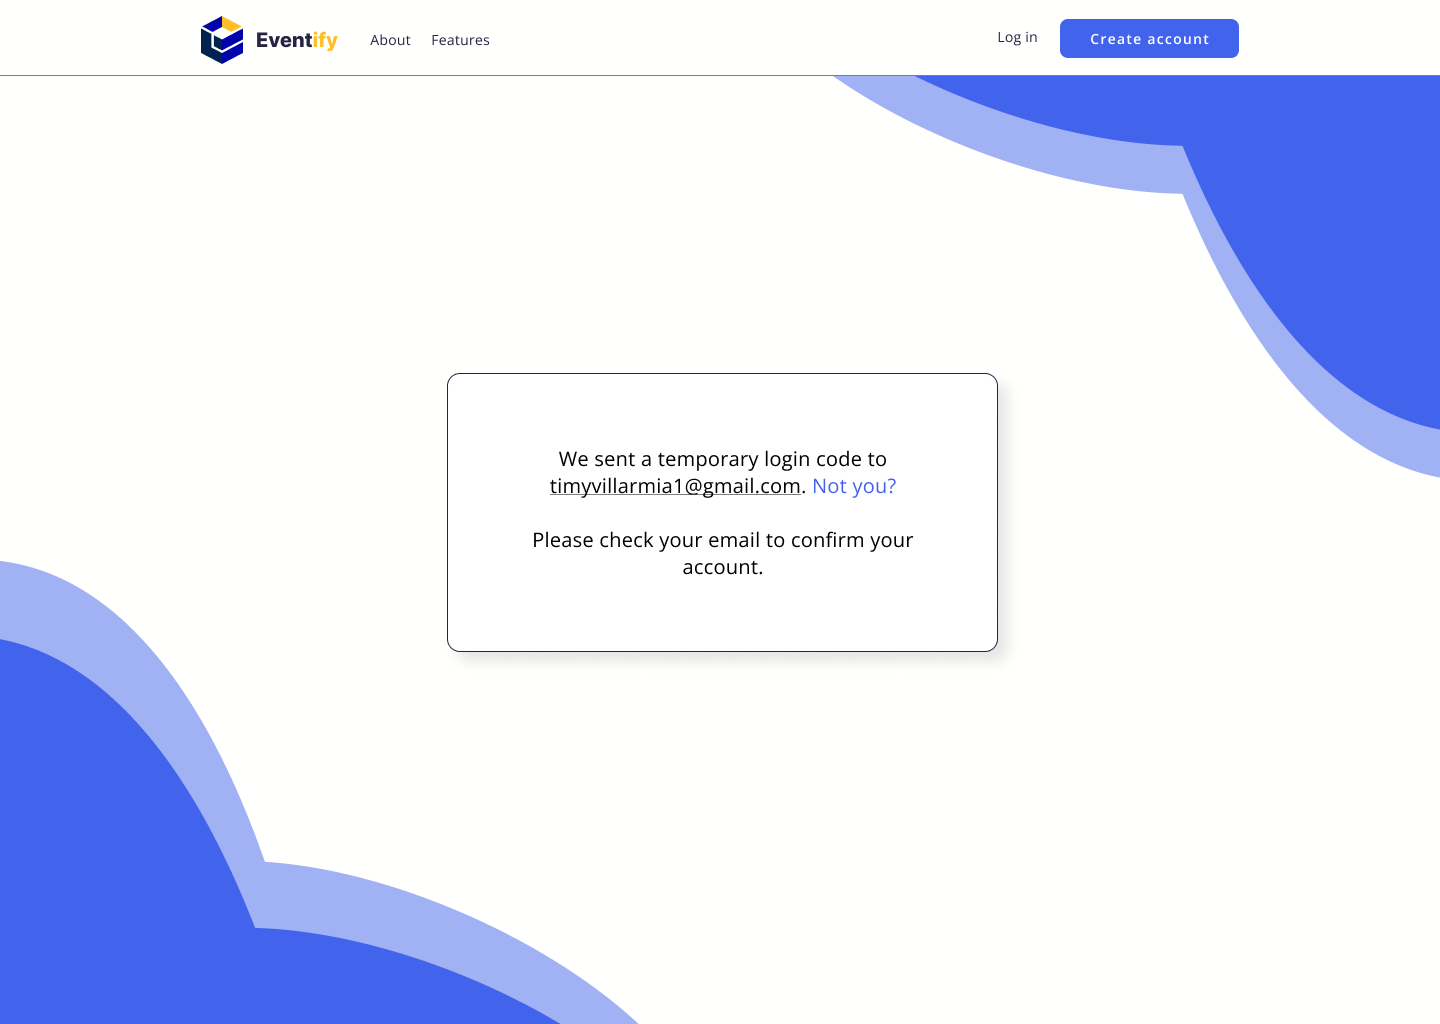 Eventify
About
Features
Log in
Create account
We sent a temporary login code to
timyvillarmia1@gmail.com. Not you?
Please check your email to confirm your
account.